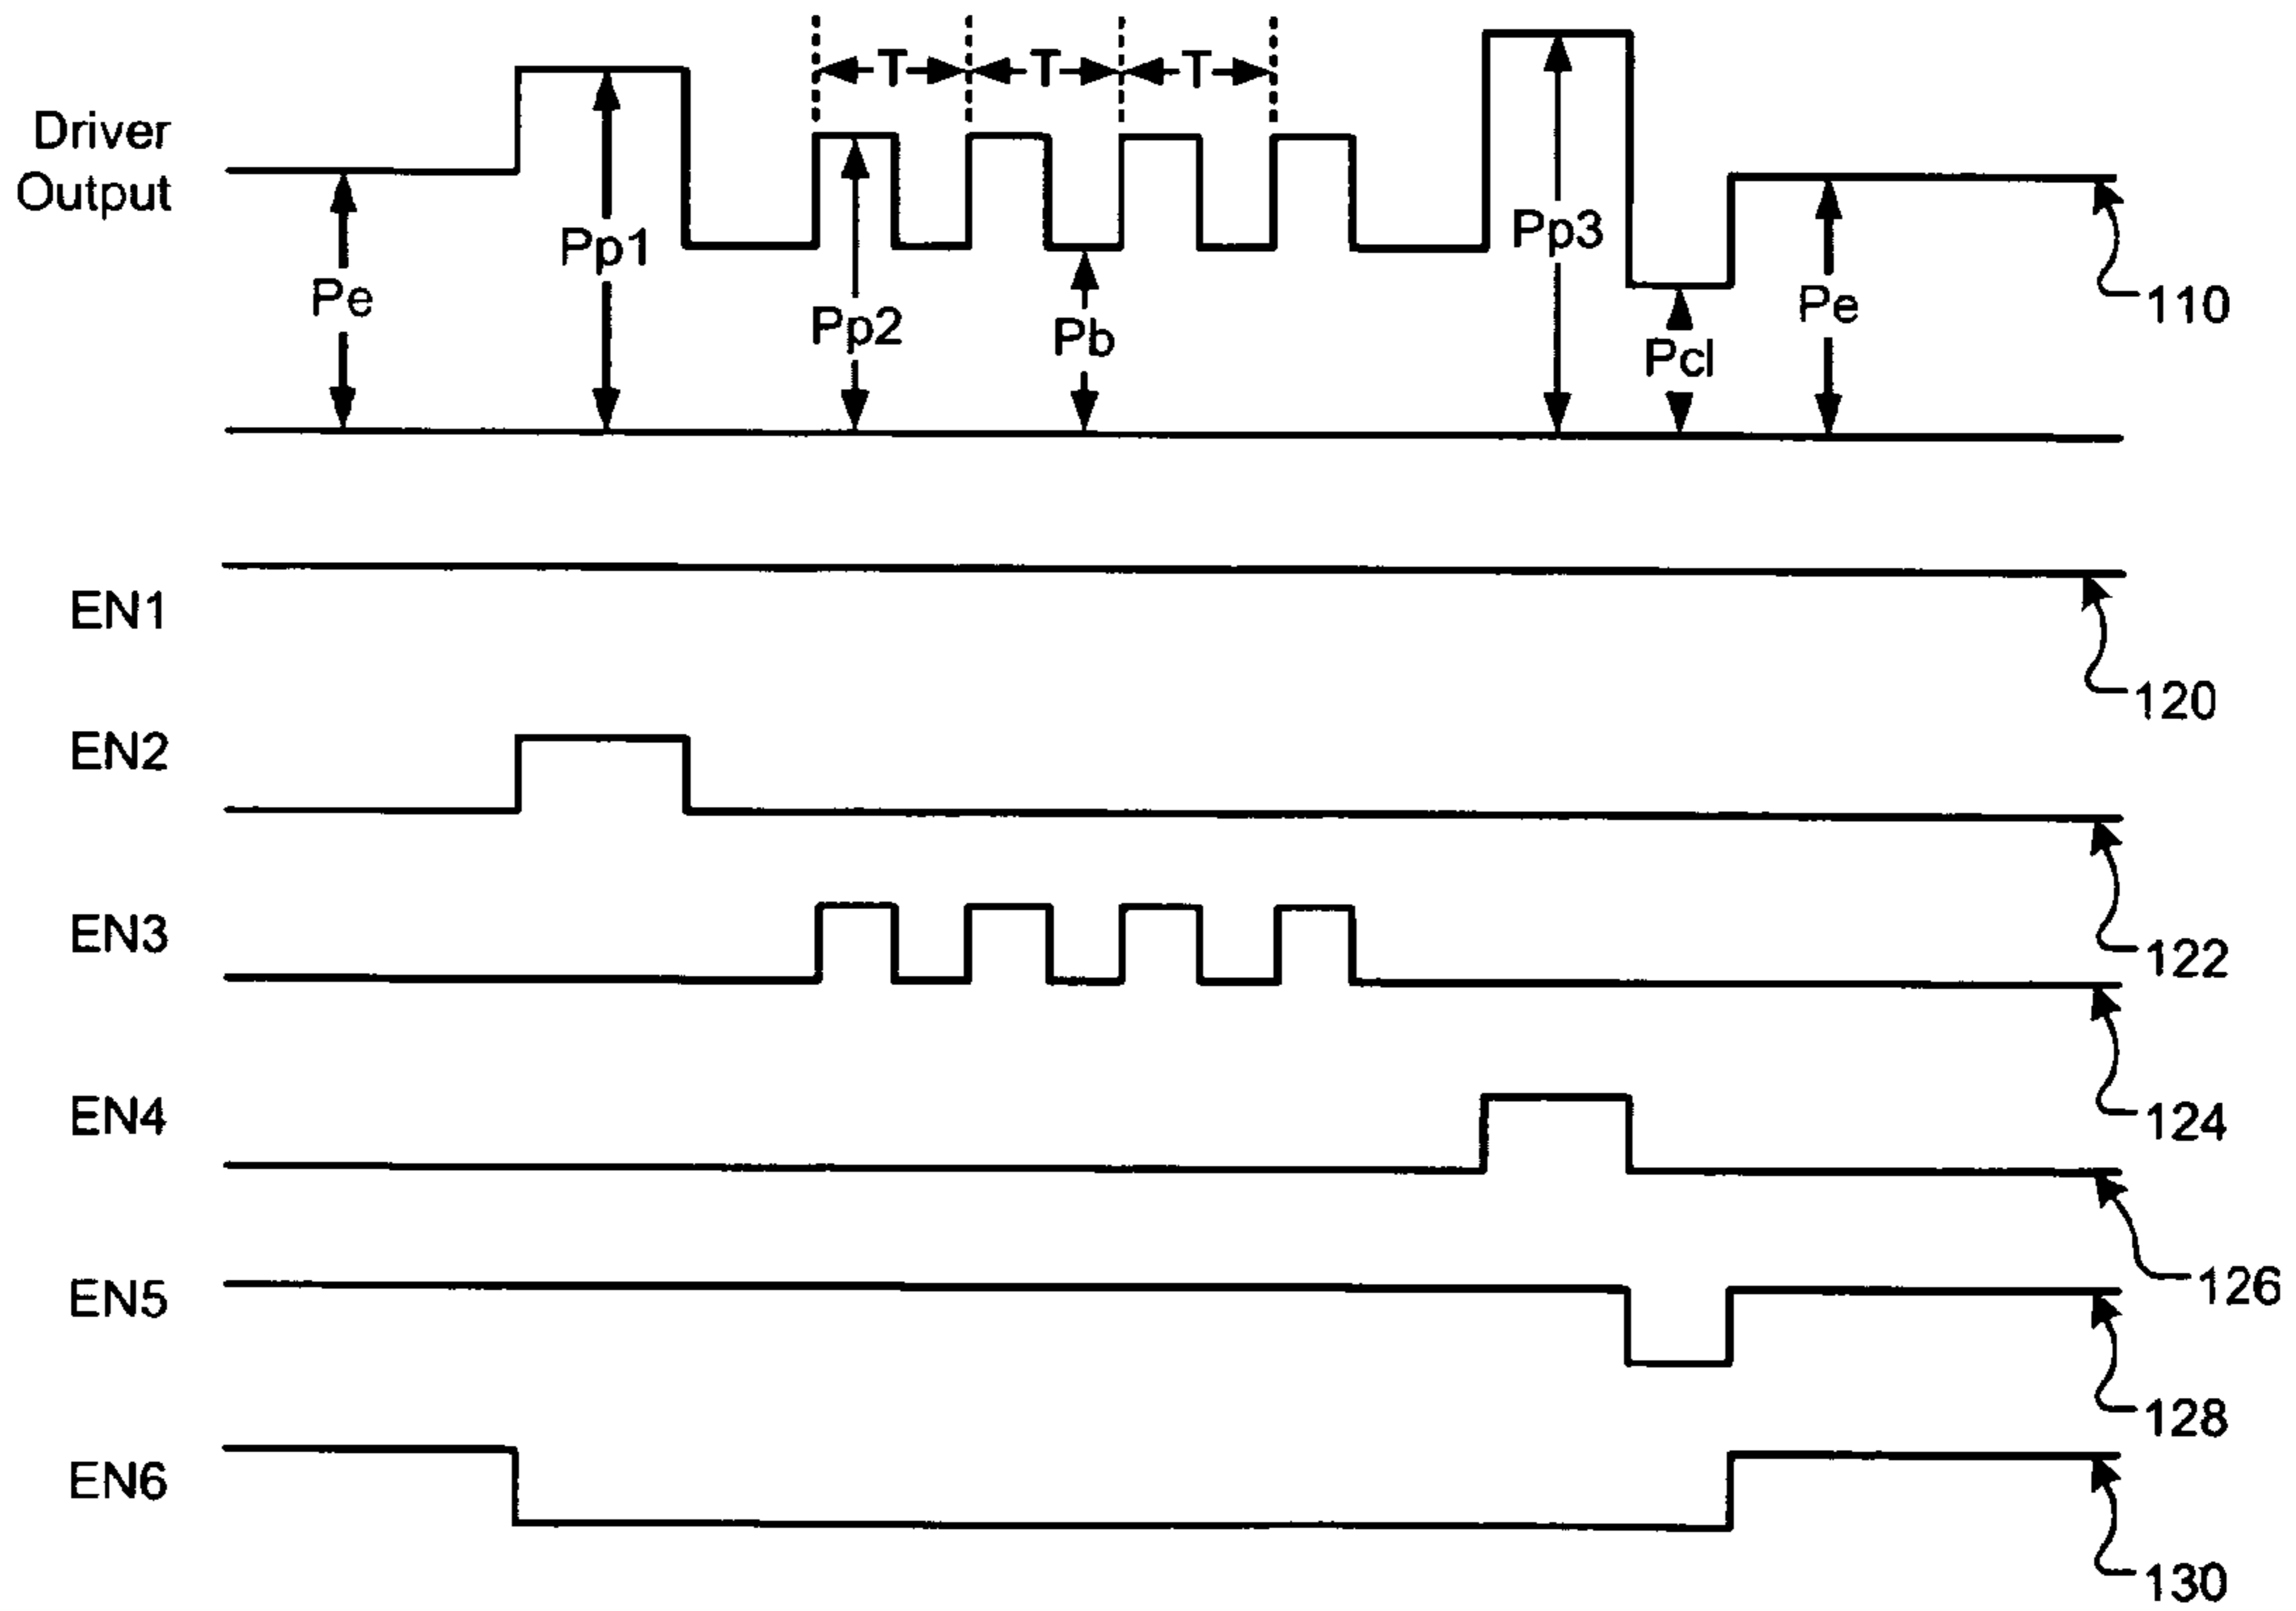 T T T
Driver
Output
Pe
Pp1
Pp2
Pb
Pp3
Pcl
Pe
110
EN1
120
EN2
122
EN3
124
EN4
126
EN5
128
EN6
130